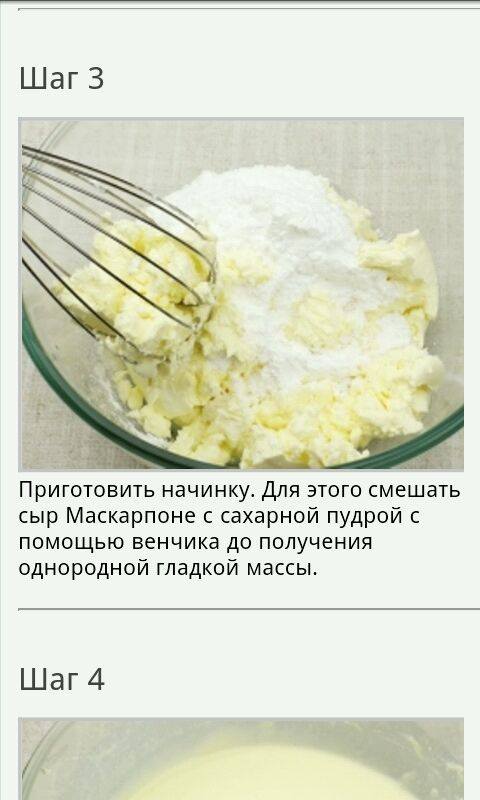 Шаг 3
Приготовить начинку. Для этого смешать
сыр Маскарпоне с сахарной пудрой с
помощью венчика до получения
однородной гладкой массы.
Шаг 4